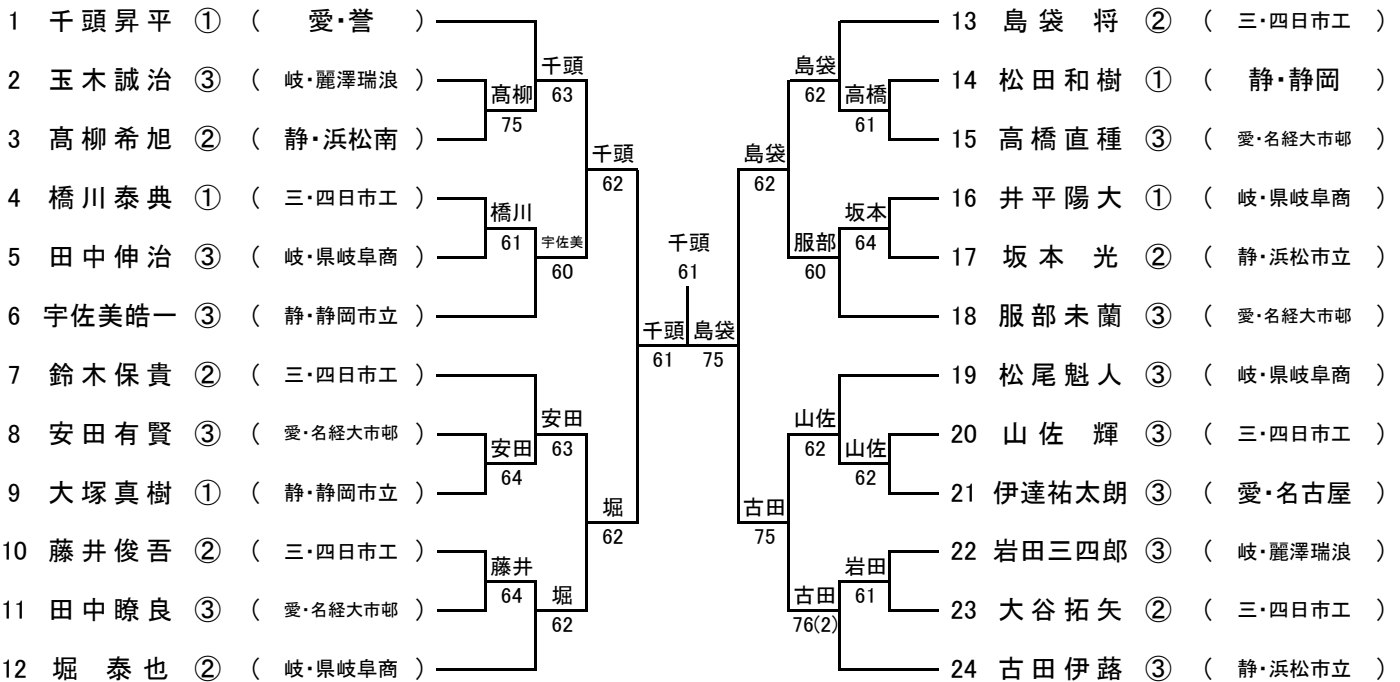 1 千頭昇平 ① ( 愛・誉 )
2 玉木誠治 ③ ( 岐・麗澤瑞浪 )
3 髙柳希旭 ② ( 静・浜松南 )
4 橋川泰典 ① ( 三・四日市工 )
5 田中伸治 ③ ( 岐・県岐阜商 )
6 宇佐美皓一 ③ ( 静・静岡市立 )
7 鈴木保貴 ② ( 三・四日市工 )
8 安田有賢 ③ ( 愛・名経大市邨 )
9 大塚真樹 ① ( 静・静岡市立 )
10 藤井俊吾 ② ( 三・四日市工 )
11 田中瞭良 ③ ( 愛・名経大市邨 )
12 堀 泰也 ② ( 岐・県岐阜商 )
髙柳
75
橋川
61
安田
64
藤井
64
千頭
63
宇佐美
60
安田
63
堀
62
千頭
62
堀
62
千頭
61
千頭
61
島袋
75
島袋
62
古田
75
島袋
62
服部
60
山佐
62
古田
76(2)
高橋
61
坂本
64
山佐
62
岩田
61
13 島袋 将 ② ( 三・四日市工 )
14 松田和樹 ① ( 静・静岡 )
15 高橋直種 ③ ( 愛・名経大市邨 )
16 井平陽大 ① ( 岐・県岐阜商 )
17 坂本 光 ② ( 静・浜松市立 )
18 服部未蘭 ③ ( 愛・名経大市邨 )
19 松尾魁人 ③ ( 岐・県岐阜商 )
20 山佐 輝 ③ ( 三・四日市工 )
21 伊達祐太朗 ③ ( 愛・名古屋 )
22 岩田三四郎 ③ ( 岐・麗澤瑞浪 )
23 大谷拓矢 ② ( 三・四日市工 )
24 古田伊蕗 ③ ( 静・浜松市立 )